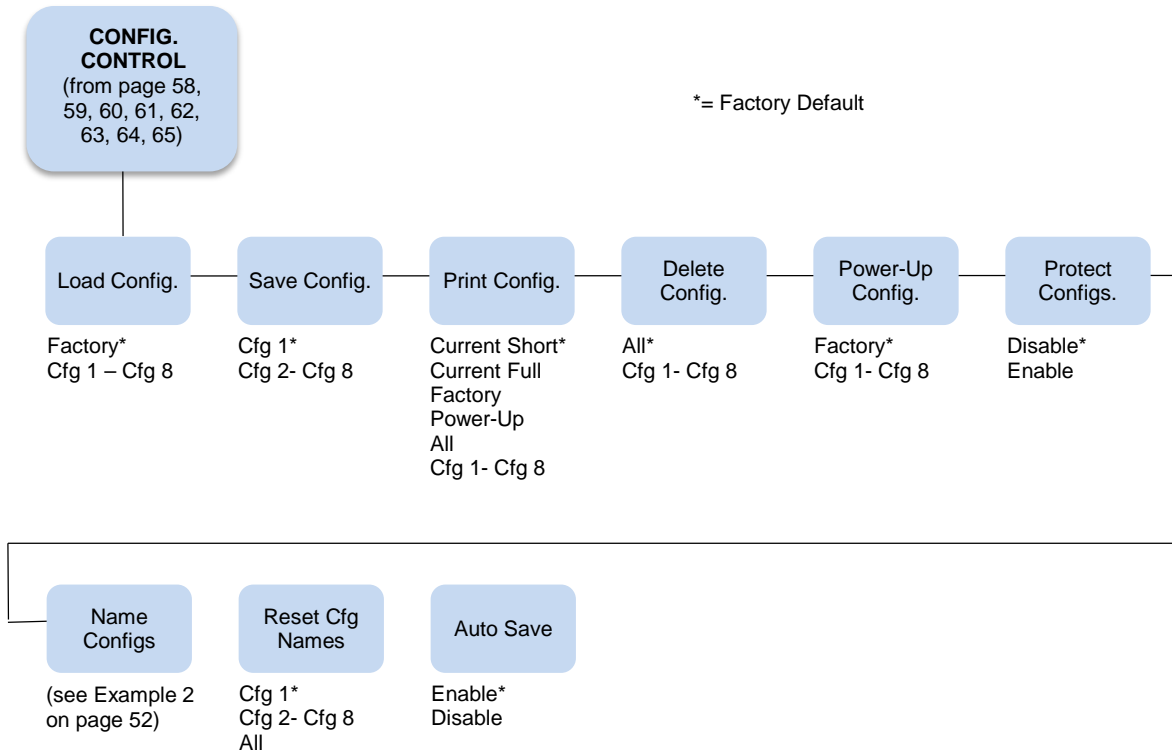 CONFIG.
CONTROL
(from page 58,
59, 60, 61, 62,
63, 64, 65)
*= Factory Default
Load Config.
Factory*
Cfg 1 – Cfg 8
Save Config.
Cfg 1*
Cfg 2- Cfg 8
Print Config.
Current Short*
Current Full
Factory
Power-Up
All
Cfg 1- Cfg 8
Delete
Config.
All*
Cfg 1- Cfg 8
Power-Up
Config.
Factory*
Cfg 1- Cfg 8
Protect
Configs.
Disable*
Enable
Name
Configs
(see Example 2
on page 52)
Reset Cfg
Names
Cfg 1*
Cfg 2- Cfg 8
All
Auto Save
Enable*
Disable